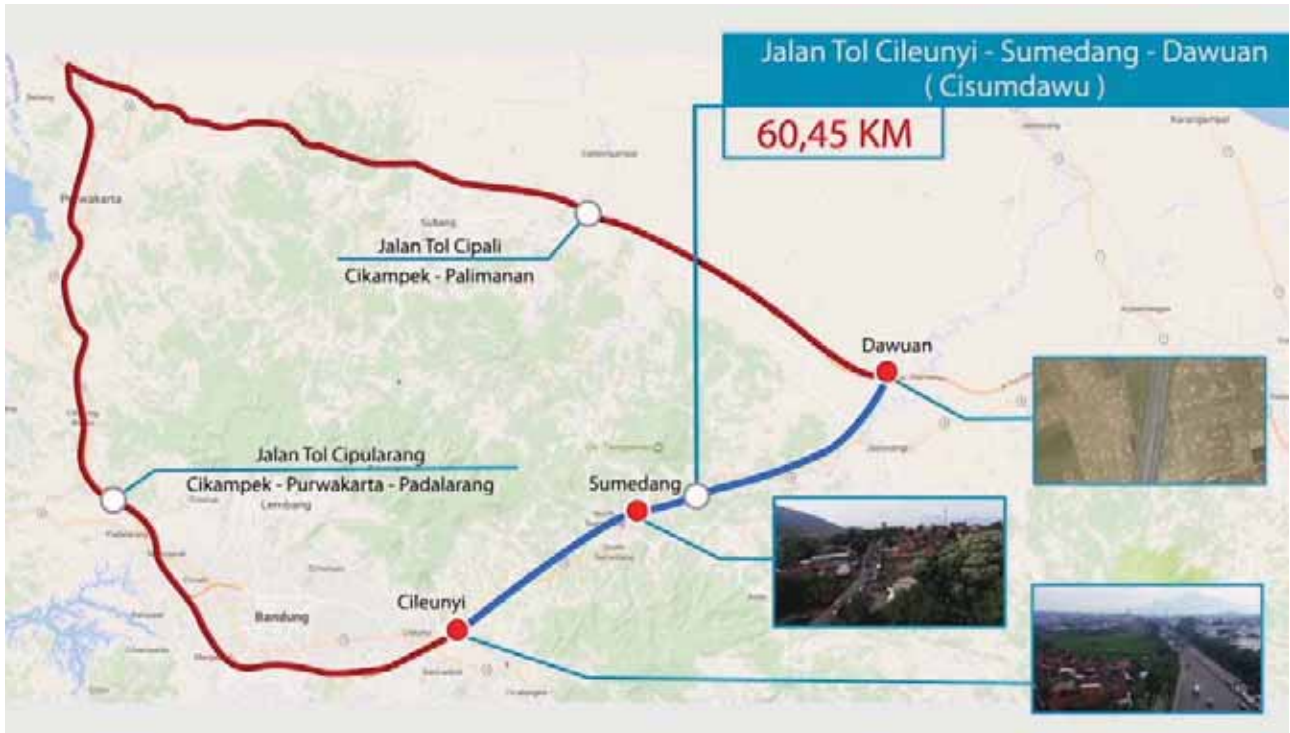 Jalan Tol Cileunyi - Sumedang - Dawuan
( Cisumdawu )
60,45 KM
Purwakarta
Subang
Jalan Tol Cipali
Cikampek - Palimanan
Dawuan
Jalan Tol Cipularang
Cikampek - Purwakarta - Padalarang
Lembang
Sumedang
Padalarang
Cileunyi
Bandung